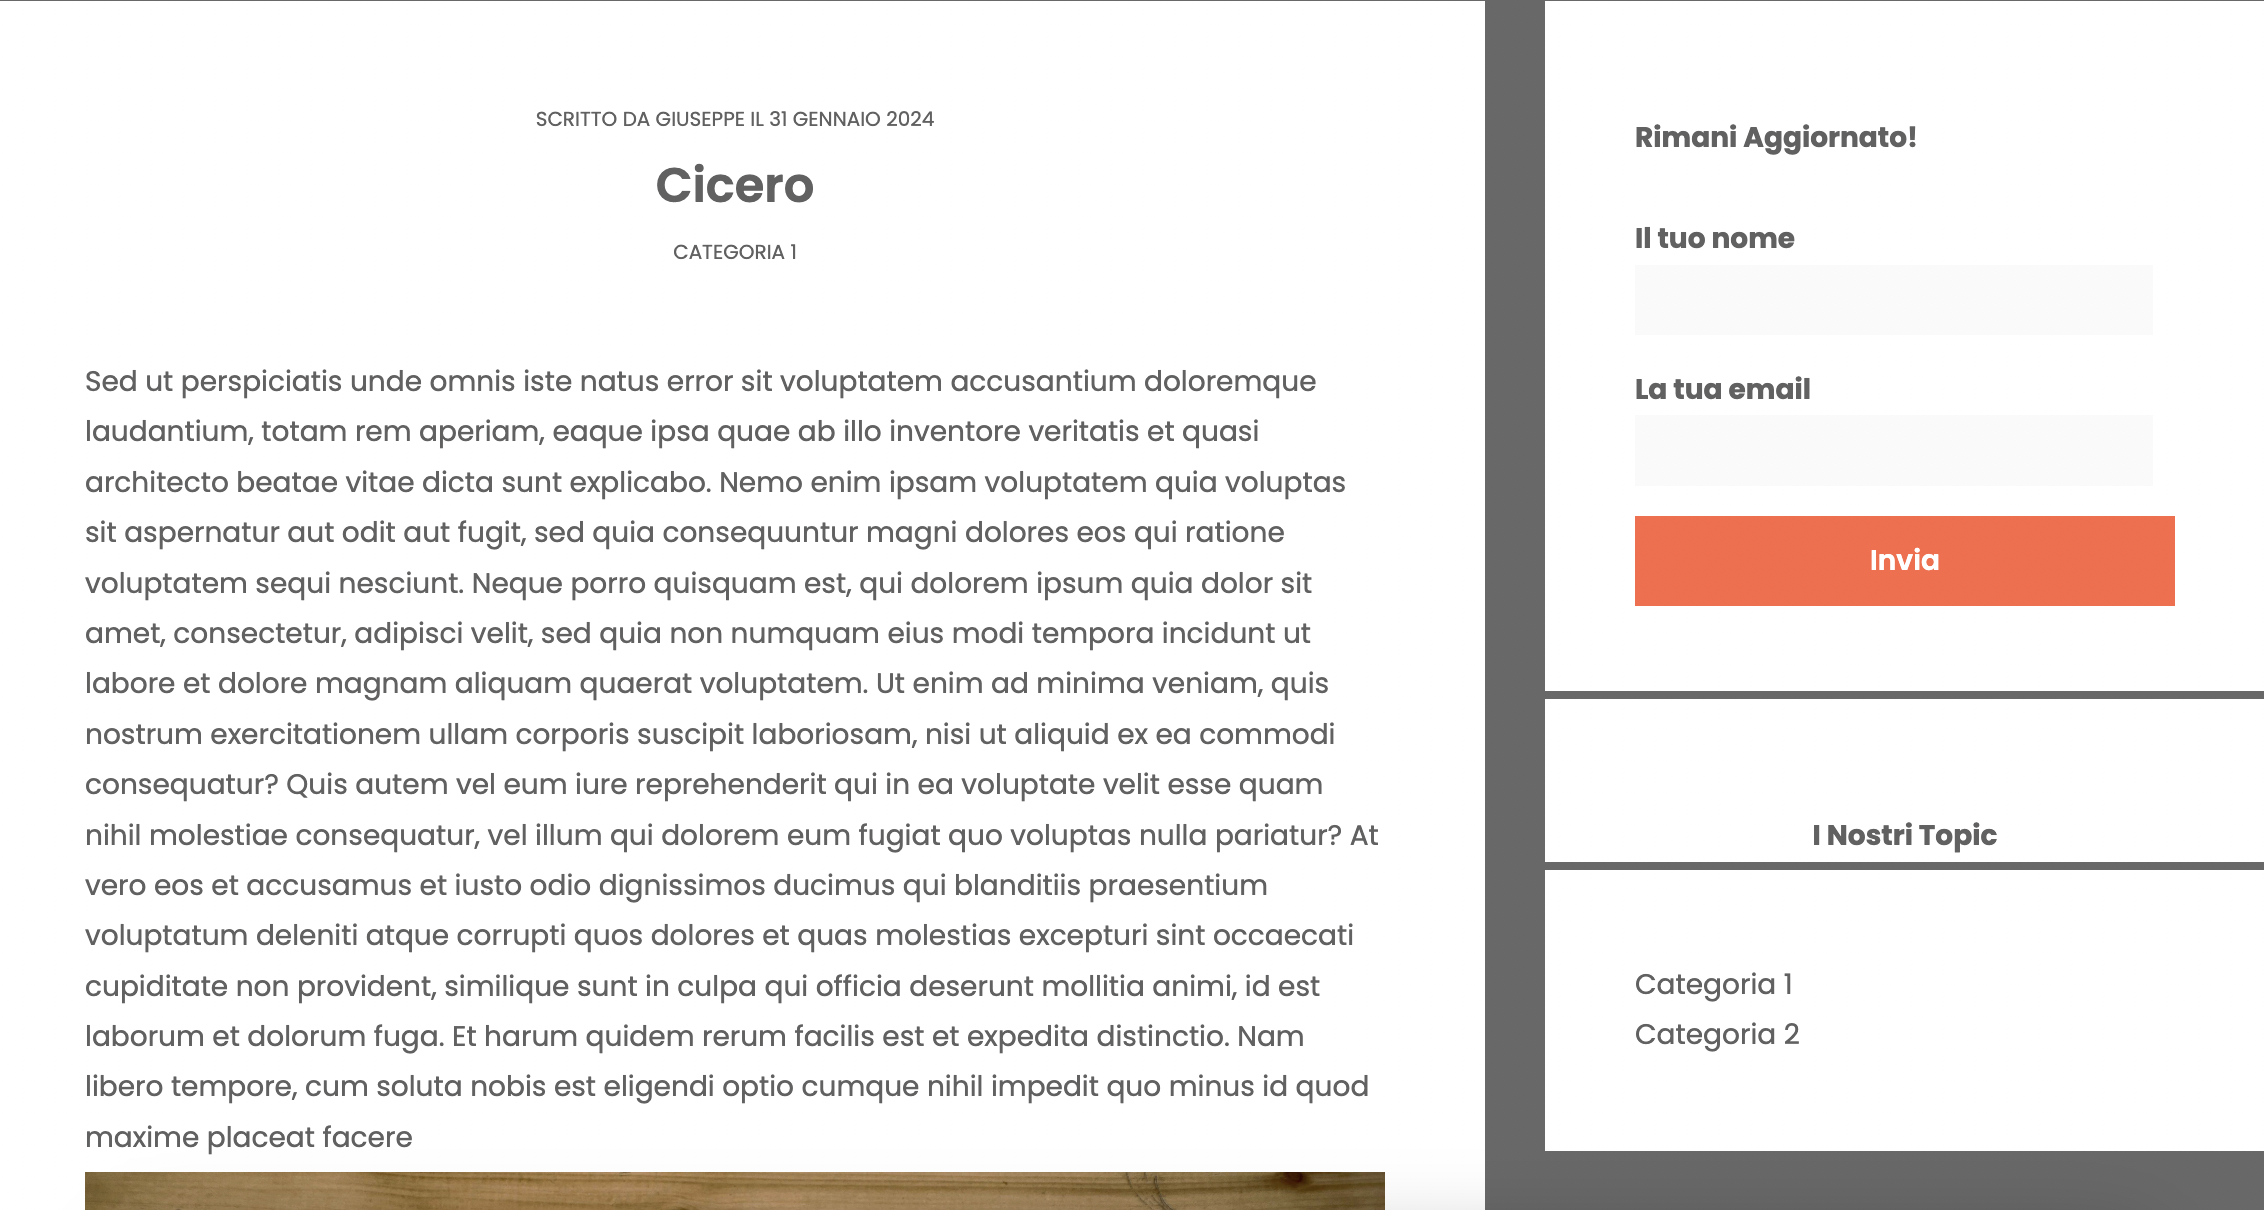 SCRITTO DA GIUSEPPE IL 31 GENNAIO 2024
Cicero
CATEGORIA 1
Sed ut perspiciatis unde omnis iste natus error sit voluptatem accusantium doloremque
laudantium, totam rem aperiam, eaque ipsa quae ab illo inventore veritatis et quasi
architecto beatae vitae dicta sunt explicabo. Nemo enim ipsam voluptatem quia voluptas
sit aspernatur aut odit aut fugit, sed quia consequuntur magni dolores eos qui ratione
voluptatem sequi nesciunt. Neque porro quisquam est, qui dolorem ipsum quia dolor sit
amet, consectetur, adipisci velit, sed quia non numquam eius modi tempora incidunt ut
labore et dolore magnam aliquam quaerat voluptatem. Ut enim ad minima veniam, quis
nostrum exercitationem ullam corporis suscipit laboriosam, nisi ut aliquid ex ea commodi
consequatur? Quis autem vel eum iure reprehenderit qui in ea voluptate velit esse quam
nihil molestiae consequatur, vel illum qui dolorem eum fugiat quo voluptas nulla pariatur? At
vero eos et accusamus et iusto odio dignissimos ducimus qui blanditiis praesentium
voluptatum deleniti atque corrupti quos dolores et quas molestias excepturi sint occaecati
cupiditate non provident, similique sunt in culpa qui officia deserunt mollitia animi, id est
laborum et dolorum fuga. Et harum quidem rerum facilis est et expedita distinctio. Nam
libero tempore, cum soluta nobis est eligendi optio cumque nihil impedit quo minus id quod
maxime placeat facere
Rimani Aggiornato!
Il tuo nome
La tua email
Invia
I Nostri Topic
Categoria 1
Categoria 2